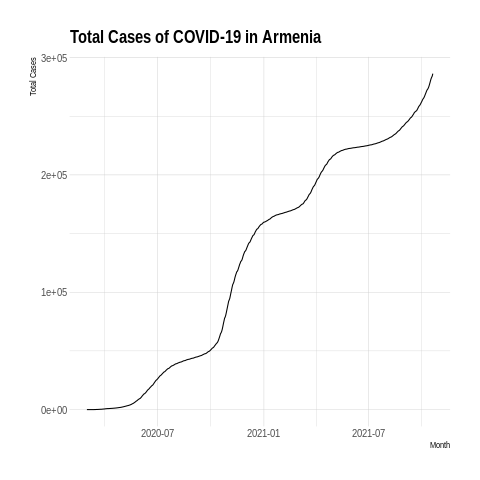 Total Cases of COVID-19 in Armenia
Total Cases
3e+05
2e+05
1e+05
0e+00
2020-07 2021-01 2021-07
Month